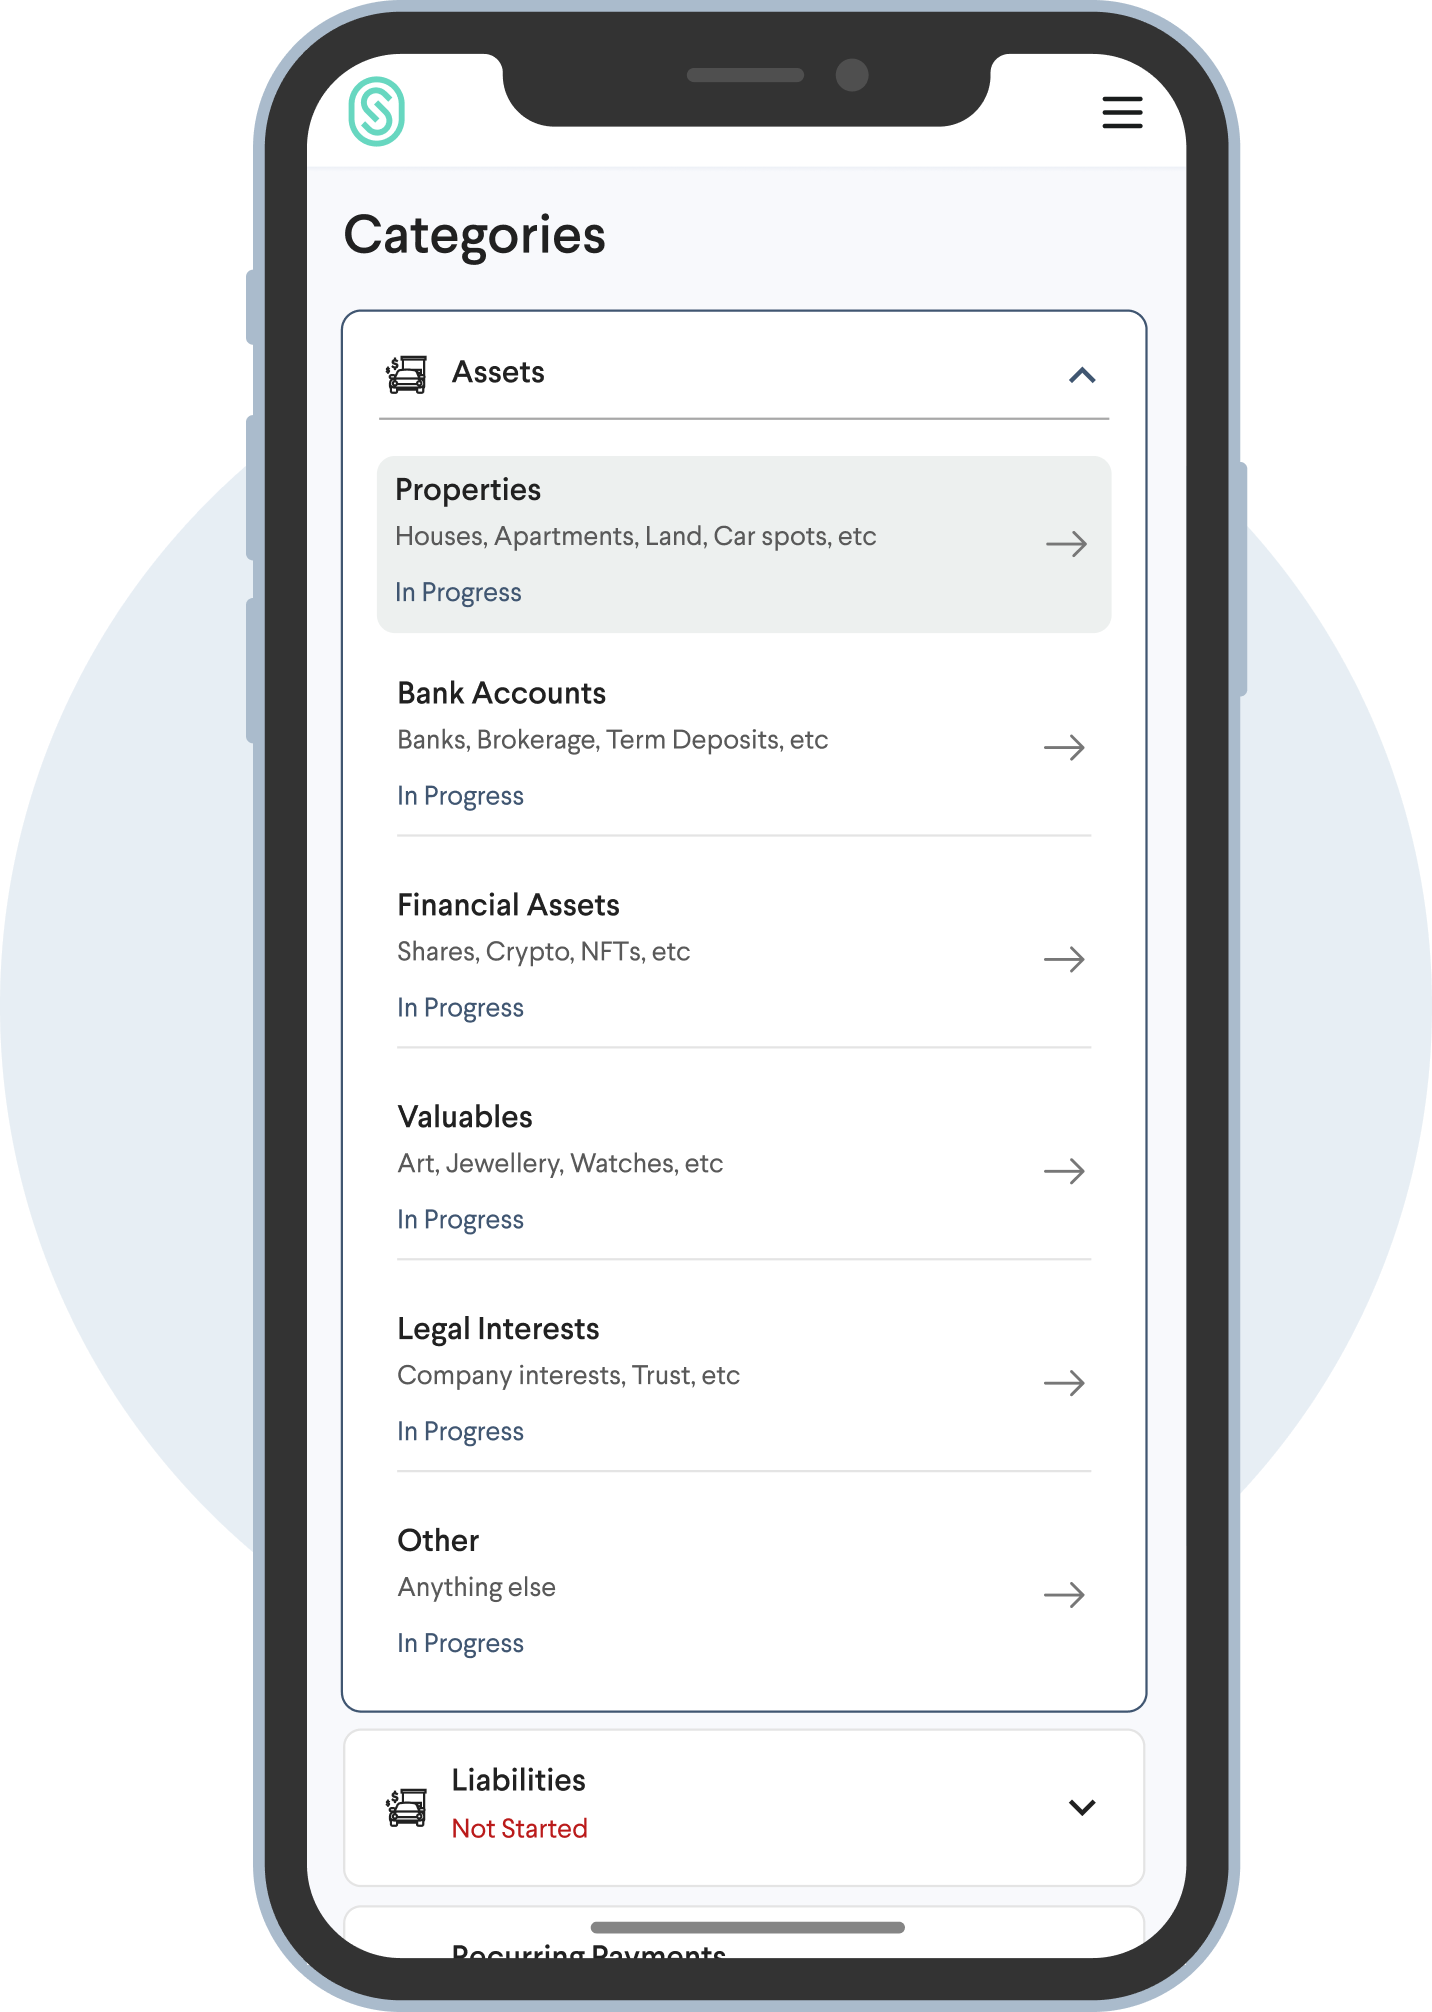 Categories
Assets
Properties
Houses, Apartments, Land, Car spots, etc
In Progress
Bank Accounts
Banks, Brokerage, Term Deposits, etc
In Progress
Financial Assets
Shares, Crypto, NFTs, etc
In Progress
Valuables
Art, Jewellery, Watches, etc
In Progress
Legal Interests
Company interests, Trust, etc
In Progress
Other
Anything else
In Progress
Liabilities
Not Started
Recurring Payments